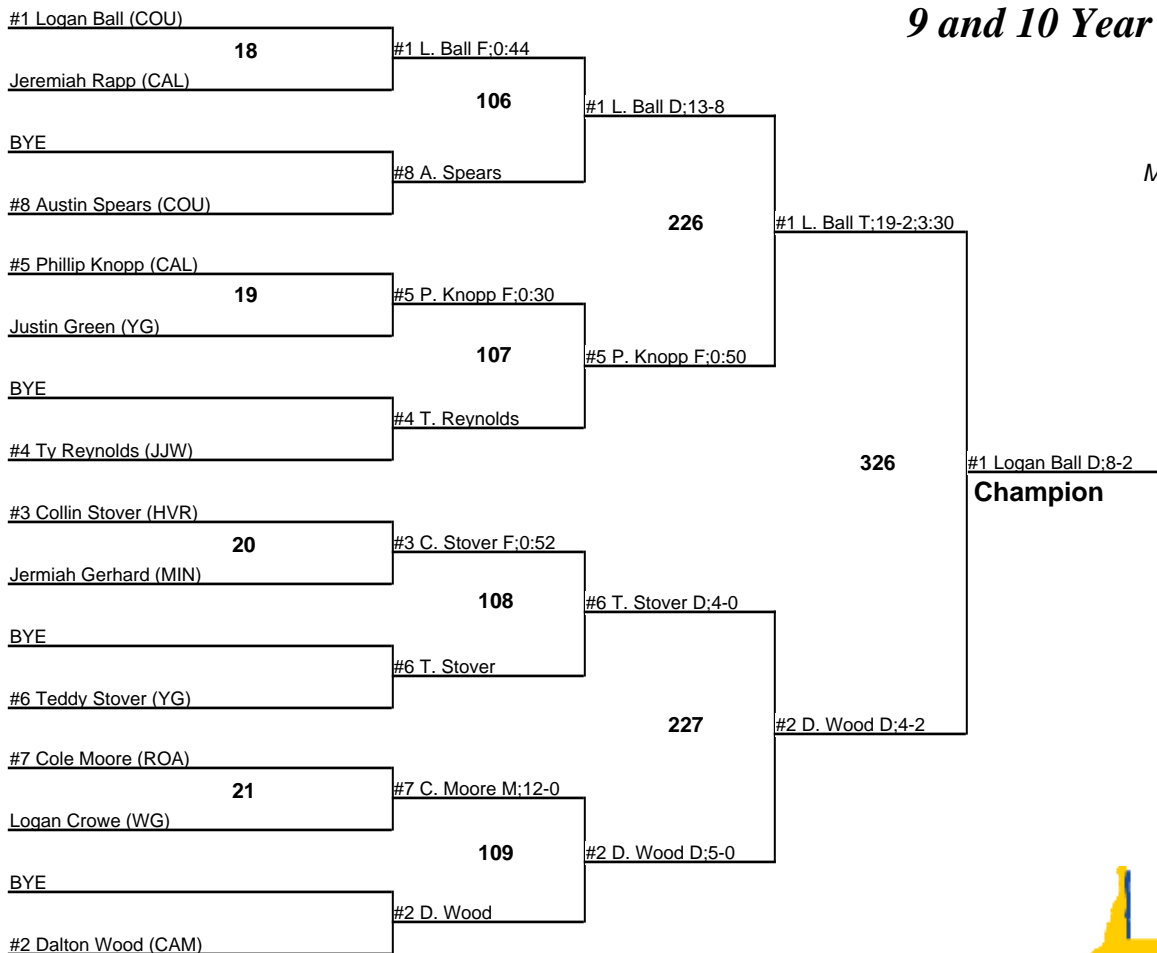 #1 Logan Ball (COU)
9 and 10 Year
18
#1 L. Ball F;0:44
Jeremiah Rapp (CAL)
106
#1 L. Ball D;13-8
BYE
#8 A. Spears
M
#8 Austin Spears (COU)
226
#1 L. Ball T;19-2;3:30
#5 Phillip Knopp (CAL)
19
#5 P. Knopp F;0:30
Justin Green (YG)
107
#5 P. Knopp F;0:50
BYE
#4 T. Reynolds
#4 Ty Reynolds (JJW)
326
#1 Logan Ball D;8-2
Champion
#3 Collin Stover (HVR)
20
#3 C. Stover F;0:52
Jermiah Gerhard (MIN)
108
#6 T. Stover D;4-0
BYE
#6 T. Stover
#6 Teddy Stover (YG)
227
#2 D. Wood D;4-2
#7 Cole Moore (ROA)
21
#7 C. Moore M;12-0
Logan Crowe (WG)
109
#2 D. Wood D;5-0
BYE
#2 D. Wood
#2 Dalton Wood (CAM)